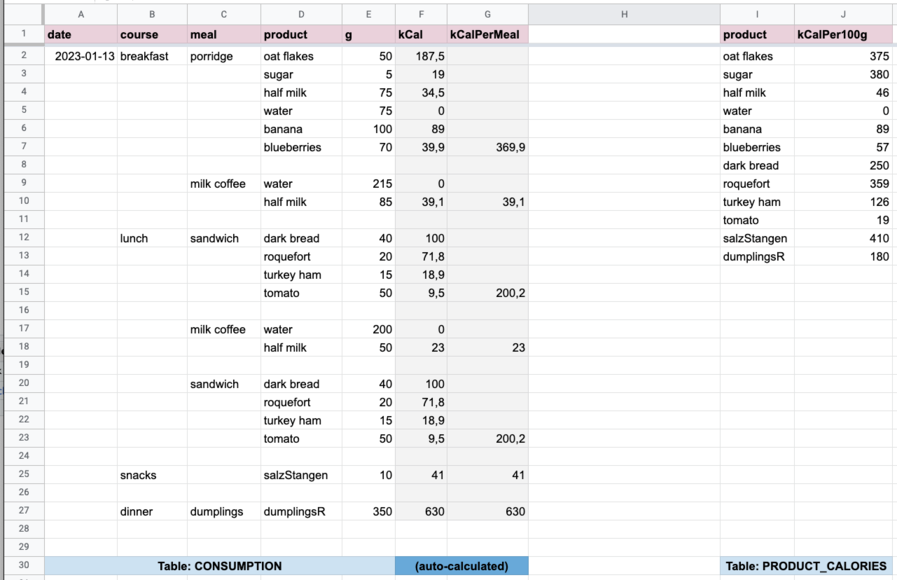 A B C D E F G H I J
1 date course meal product g kCal kCalPerMeal product kCalPer100g
2 2023-01-13 breakfast porridge oat flakes 50 187,5 oat flakes 375
3 sugar 5 19 sugar 380
4 half milk 75 34,5 half milk 46
5 water 75 0 water 0
6 banana 100 89 banana 89
7 blueberries 70 39,9 369,9 blueberries 57
8 dark bread 250
9 milk coffee water 215 0 roquefort 359
10 half milk 85 39,1 39,1 turkey ham 126
11 tomato 19
12 lunch sandwich dark bread 40 100 salzStangen 410
13 roquefort 20 71,8 dumplingsR 180
14 turkey ham 15 18,9
15 tomato 50 9,5 200,2
16
17 milk coffee water 200 0
18 half milk 50 23 23
19
20 sandwich dark bread 40 100
21 roquefort 20 71,8
22 turkey ham 15 18,9
23 tomato 50 9,5 200,2
24
25 snacks salzStangen 10 41 41
26
27 dinner dumplings dumplingsR 350 630 630
28
29
30 Table: CONSUMPTION (auto-calculated) Table: PRODUCT_CALORIES